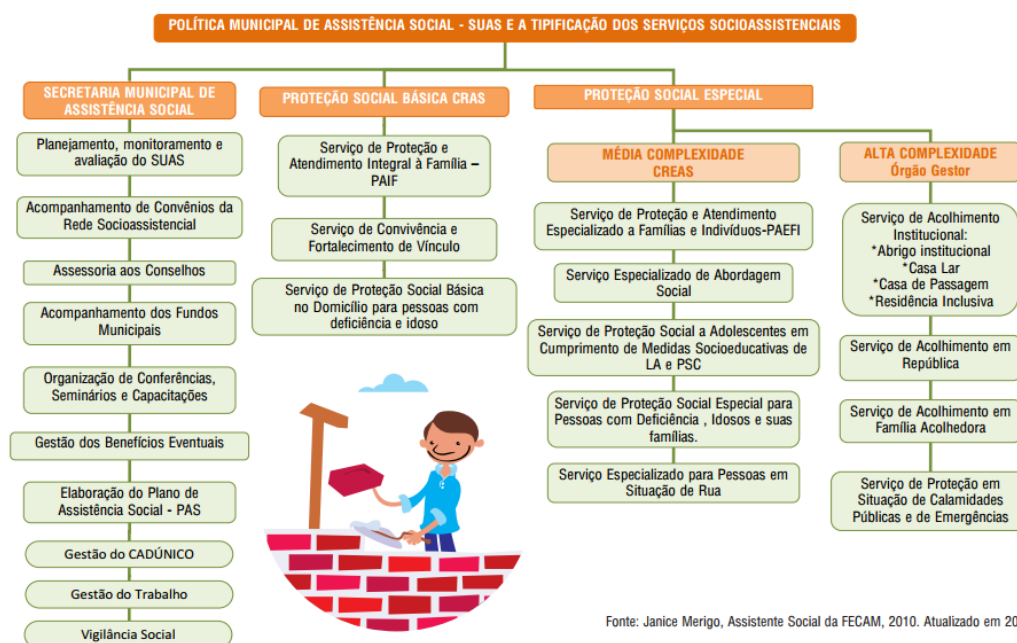 POLÍTICA MUNICIPAL DE ASSISTÊNCIA SOCIAL - SUAS E A TIPIFICAÇÃO DOS SERVIÇOS SOCIOASSISTENCIAIS
SECRETARIA MUNICIPAL DE
ASSISTÊNCIA SOCIAL
Planejamento, monitoramento e
avaliação do SUAS
Acompanhamento de Convênios da
Rede Socioassistencial
Assessoria aos Conselhos
Acompanhamento dos Fundos
Municipais
Organização de Conferências,
Seminários e Capacitações
Gestão dos Benefícios Eventuais
Elaboração do Plano de
Assistência Social - PAS
Gestão do CADÚNICO
Gestão do Trabalho
Vigilância Social
PROTEÇÃO SOCIAL BÁSICA CRAS
Serviço de Proteção e
Atendimento Integral à Família –
PAIF
Serviço de Convivência e
Fortalecimento de Vínculo
Serviço de Proteção Social Básica
no Domicílio para pessoas com
deficiência e idoso
PROTEÇÃO SOCIAL ESPECIAL
MÉDIA COMPLEXIDADE
CREAS
Serviço de Proteção e Atendimento
Especializado a Famílias e Indivíduos-PAEFI
Serviço Especializado de Abordagem
Social
Serviço de Proteção Social a Adolescentes em
Cumprimento de Medidas Socioeducativas de
LA e PSC
Serviço de Proteção Social Especial para
Pessoas com Deficiência , Idosos e suas
famílias.
Serviço Especializado para Pessoas em
Situação de Rua
ALTA COMPLEXIDADE
Órgão Gestor
Serviço de Acolhimento
Institucional:
*Abrigo institucional
*Casa Lar
*Casa de Passagem
*Residência Inclusiva
Serviço de Acolhimento em
República
Serviço de Acolhimento em
Família Acolhedora
Serviço de Proteção em
Situação de Calamidades
Públicas e de Emergências
Fonte: Janice Merigo, Assistente Social da FECAM, 2010. Atualizado em 20